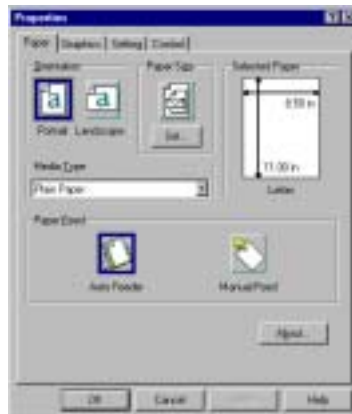 Properties
Paper Graphics Setting Control
Orientation
Paper Size
Selected Paper
a
a
8.50 in
Portrait Landscape
Set...
11.00 in
Media Type
Plain Paper
Letter
Paper Feed
Auto Feeder
Manual Feed
About...
OK Cancel Help